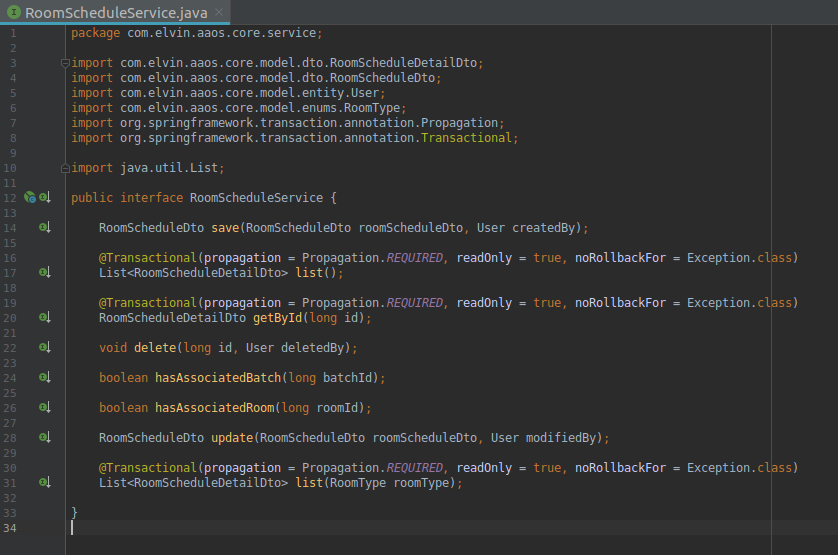 RoomScheduleService.java
1 package com.elvin.aaos.core.service;
2
3 import com.elvin.aaos.core.model.dto.RoomScheduleDetailDto;
4 import com.elvin.aaos.core.model.dto.RoomScheduleDto;
5 import com.elvin.aaos.core.model.entity.User;
6 import com.elvin.aaos.core.model.enums.RoomType;
7 import org.springframework.transaction.annotation.Propagation;
8 import org.springframework.transaction.annotation.Transactional;
9
10 import java.util.List;
11
12 public interface RoomScheduleService {
13
14 RoomScheduleDto save(RoomScheduleDto roomScheduleDto, User createdBy);
15
16 @Transactional(propagation = Propagation.REQUIRED, readOnly = true, noRollbackFor = Exception.class)
17 List<RoomScheduleDetailDto> list();
18
19 @Transactional(propagation = Propagation.REQUIRED, readOnly = true, noRollbackFor = Exception.class)
20 RoomScheduleDetailDto getById(long id);
21
22 void delete(long id, User deletedBy);
23
24 boolean hasAssociatedBatch(long batchId);
25
26 boolean hasAssociatedRoom(long roomId);
27
28 RoomScheduleDto update(RoomScheduleDto roomScheduleDto, User modifiedBy);
29
30 @Transactional(propagation = Propagation.REQUIRED, readOnly = true, noRollbackFor = Exception.class)
31 List<RoomScheduleDetailDto> list(RoomType roomType);
32
33 }
34